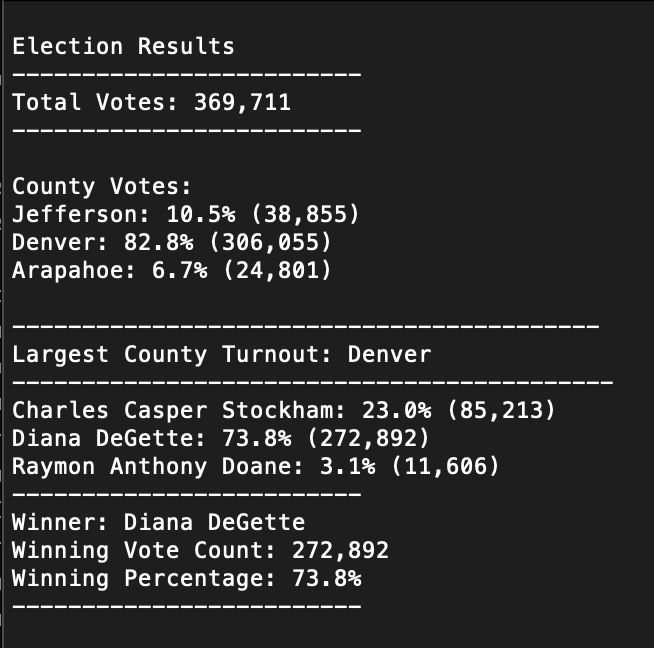 Election Results
-------------------------
Total Votes: 369,711
-------------------------
County Votes:
Jefferson: 10.5% (38,855)
Denver: 82.8% (306,055)
Arapahoe: 6.7% (24,801)
------------------------------------------
Largest County Turnout: Denver
-------------------------------------------
Charles Casper Stockham: 23.0% (85,213)
Diana DeGette: 73.8% (272,892)
Raymon Anthony Doane: 3.1% (11,606)
-------------------------
Winner: Diana DeGette
Winning Vote Count: 272,892
Winning Percentage: 73.8%
-------------------------